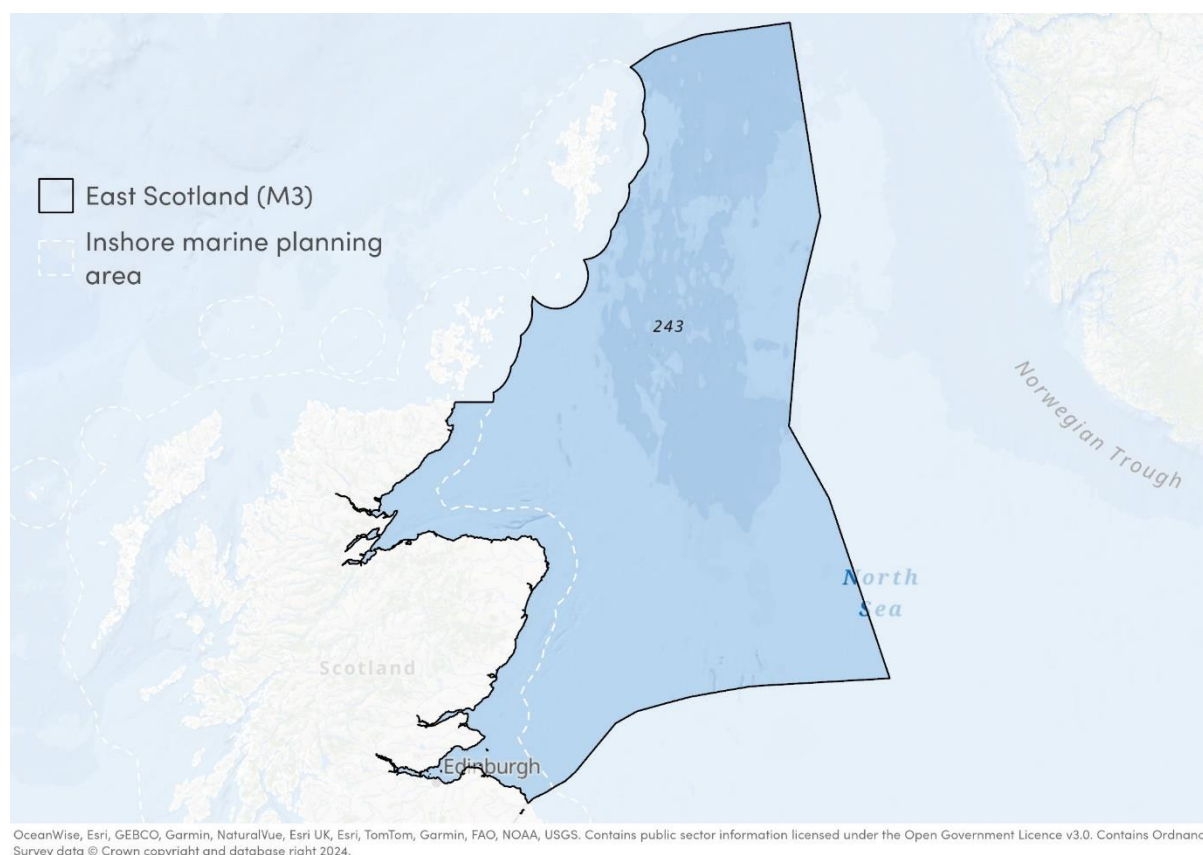 East Scotland (M3)
Inshore marine planning
area
243
Norwegian Trough
North
Sea
Scotland
Edinburgh
OceanWise, Esri, GEBCO, Garmin, NaturalVue, Esri UK, Esri, TomTom, Garmin, FAO, NOAA, USGS. Contains public sector information licensed under the Open Government Licence v3.0. Contains Ordnanc
Survey data © Crown copyright and database right 2024.